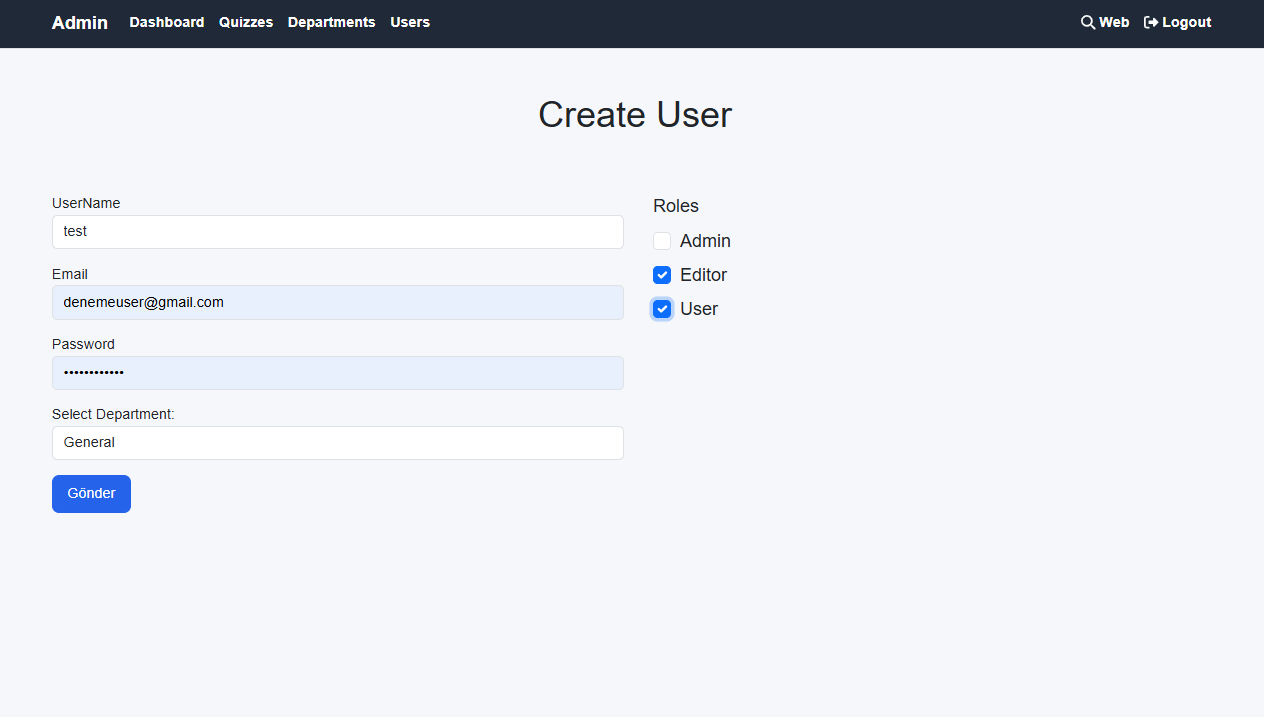 Admin Dashboard Quizzes Departments Users Web Logout
Create User
UserName
test
Email
denemeuser@gmail.com
Password
••••••••••••
Select Department:
General
Gönder
Roles
Admin
Editor
User